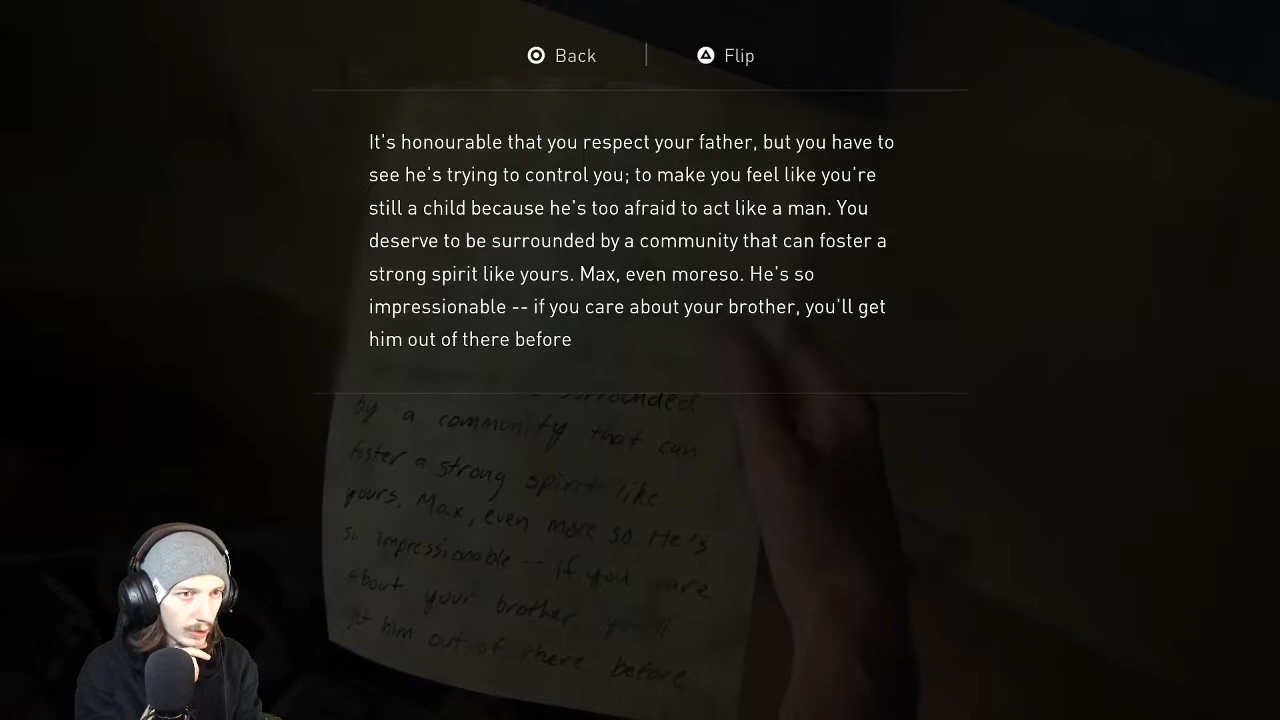 Back | Flip
It's honourable that you respect your father, but you have to
see he's trying to control you; to make you feel like you're
still a child because he's too afraid to act like a man. You
deserve to be surrounded by a community that can foster a
strong spirit like yours. Max, even moreso. He's so
impressionable -- if you care about your brother, you'll get
him out of there before
surrounded
by a community that can
foster a strong spirit like
yours. Max, even more so He's
so impressionable -- if you care
about your brother you'll
him out of there before